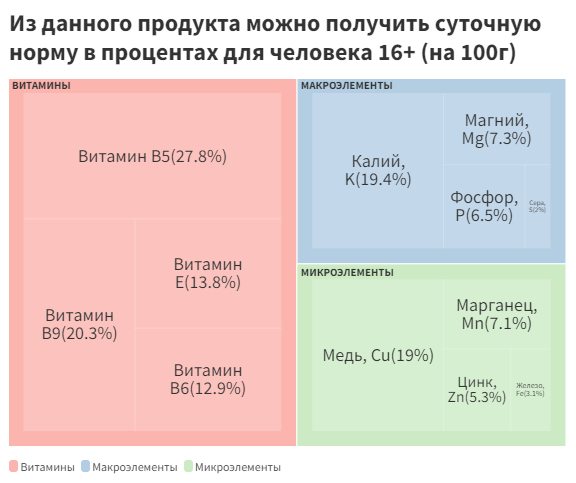 Из данного продукта можно получить суточную
норму в процентах для человека 16+ (на 100г)
ВИТАМИНЫ
Витамин B5(27.8%)
Витамин
B9(20.3%)
Витамин
E(13.8%)
Витамин
B6(12.9%)
МАКРОЭЛЕМЕНТЫ
Калий,
K(19.4%)
Магний,
Mg(7.3%)
Фосфор,
P(6.5%)
Сера,
S(2%)
МИКРОЭЛЕМЕНТЫ
Медь, Cu(19%)
Марганец,
Mn(7.1%)
Цинк,
Zn(5.3%)
Железо,
Fe(3.1%)
Витамины Макроэлементы Микроэлементы